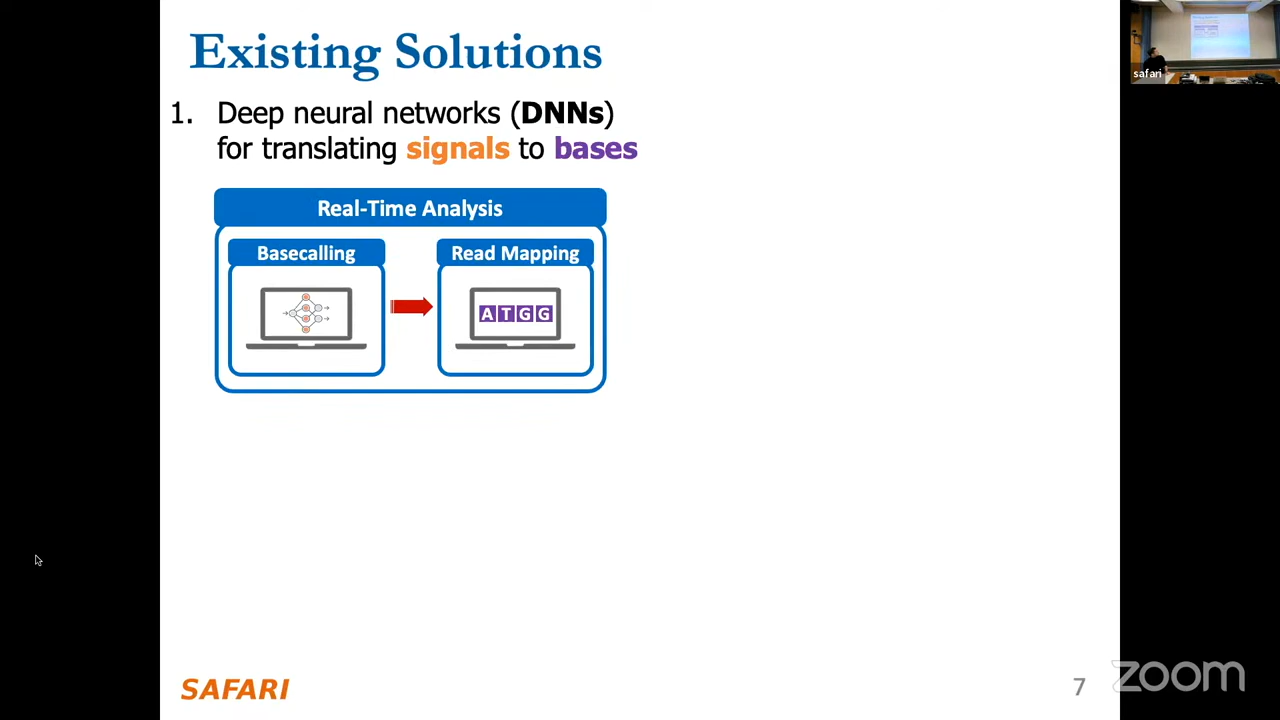 Existing Solutions
1. Deep neural networks (DNNs)
for translating signals to bases
Real-Time Analysis
Basecalling
Read Mapping
ATGG
SAFARI
7
zoom
safari